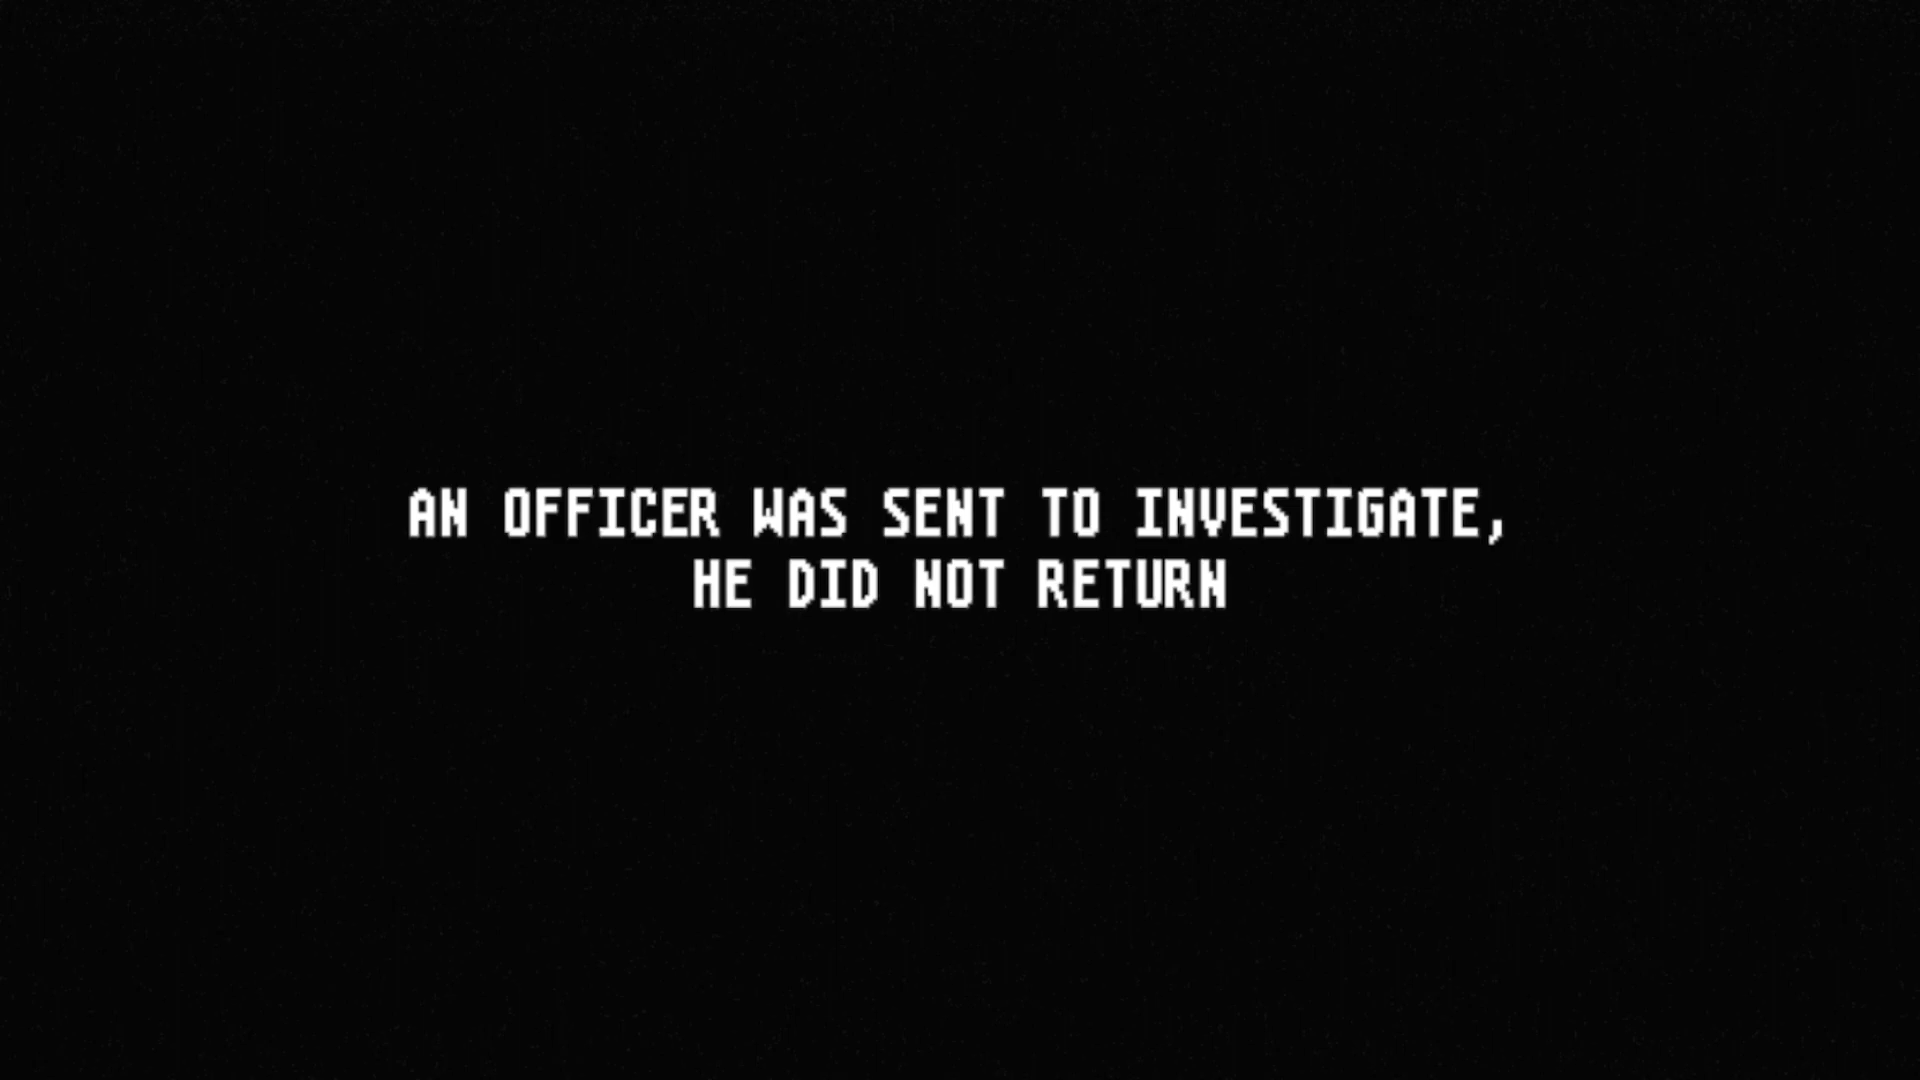 AN OFFICER WAS SENT TO INVESTIGATE,
HE DID NOT RETURN